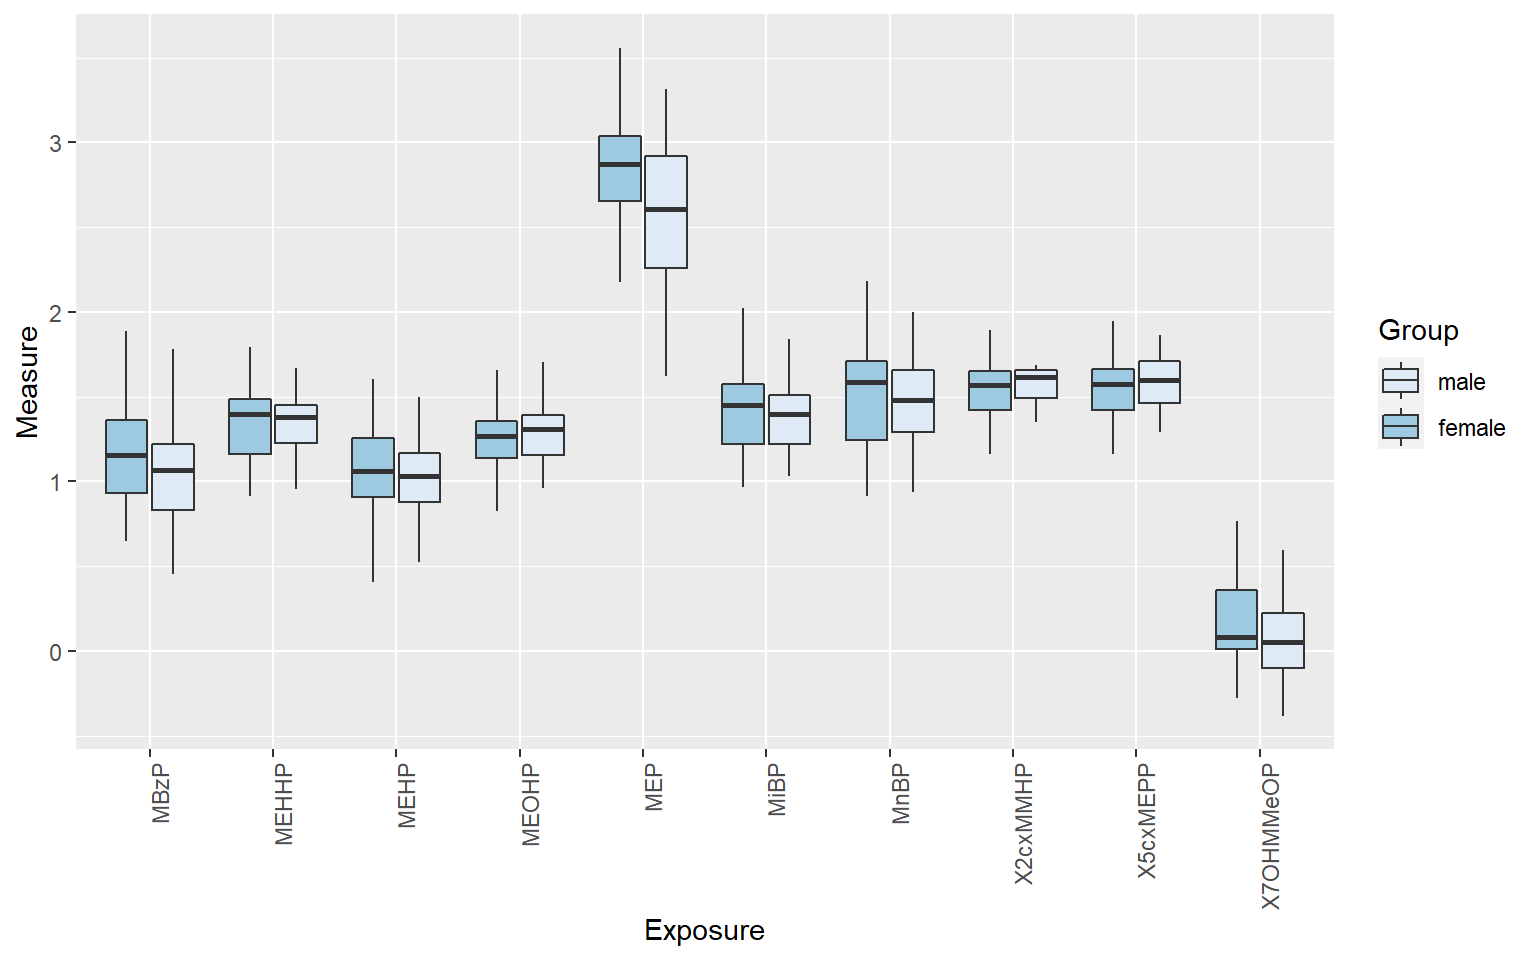 Measure
3
2
1
0
MBzP
MEHHP
MEHP
MEOHP
MEP
MiBP
MnBP
X2cxMMHP
X5cxMEPP
X7OHMMeOP
Exposure
Group
male
female